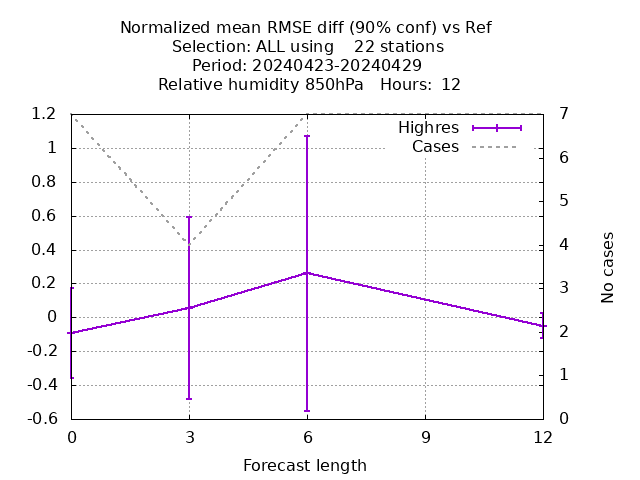 Normalized mean RMSE diff (90% conf) vs Ref
Selection: ALL using    22 stations
Period: 20240423-20240429
Relative humidity 850hPa   Hours:  12
Highres
Cases
1.2
1
0.8
0.6
0.4
0.2
0
-0.2
-0.4
-0.6
7
6
5
4
3
2
1
0
No cases
0 3 6 9 12
Forecast length